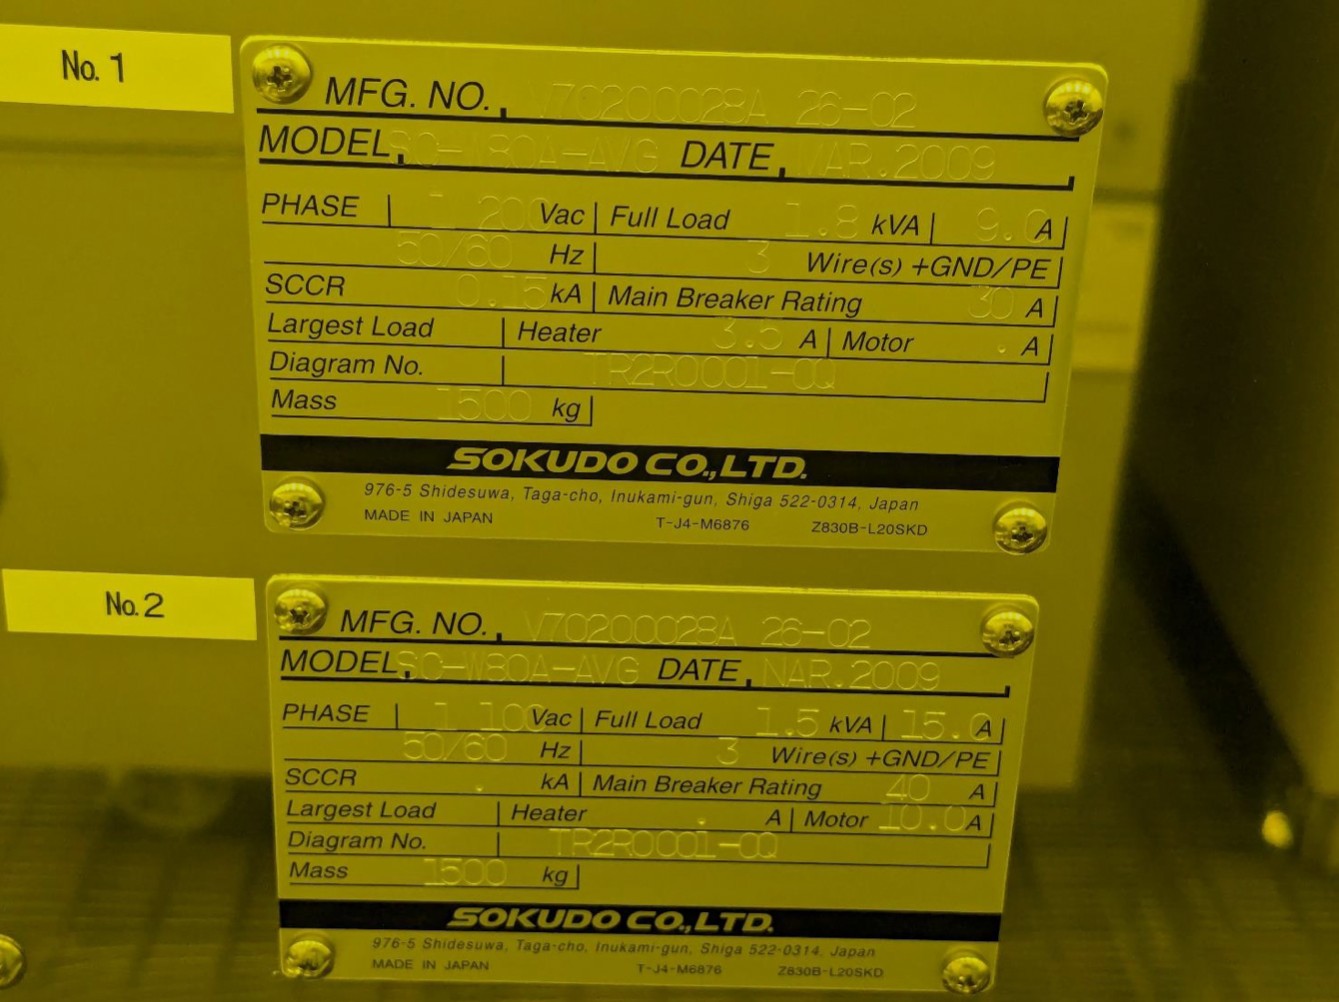 No. 1
MFG. NO. V70200028A 26-02
MODEL SC-W80A-AVG DATE MAR.2009
PHASE 1 200 Vac Full Load 1.8 kVA 9.0 A
50/60 Hz 3 Wire(s) +GND/PE
SCCR 0.15 kA Main Breaker Rating 30 A
Largest Load Heater 3.5 A Motor . A
Diagram No. TR2R0001-0Q
Mass 1500 kg
SOKUDO CO.,LTD.
976-5 Shidesuwa, Taga-cho, Inukami-gun, Shiga 522-0314, Japan
MADE IN JAPAN T-J4-M6876 Z830B-L20SKD
No. 2
MFG. NO. V70200028A 26-02
MODEL SC-W80A-AVG DATE NAR.2009
PHASE 1 100 Vac Full Load 1.5 kVA 15.0 A
50/60 Hz 3 Wire(s) +GND/PE
SCCR . kA Main Breaker Rating 40 A
Largest Load Heater . A Motor 10.0 A
Diagram No. TR2R0001-0Q
Mass 1500 kg
SOKUDO CO.,LTD.
976-5 Shidesuwa, Taga-cho, Inukami-gun, Shiga 522-0314, Japan
MADE IN JAPAN T-J4-M6876 Z830B-L20SKD